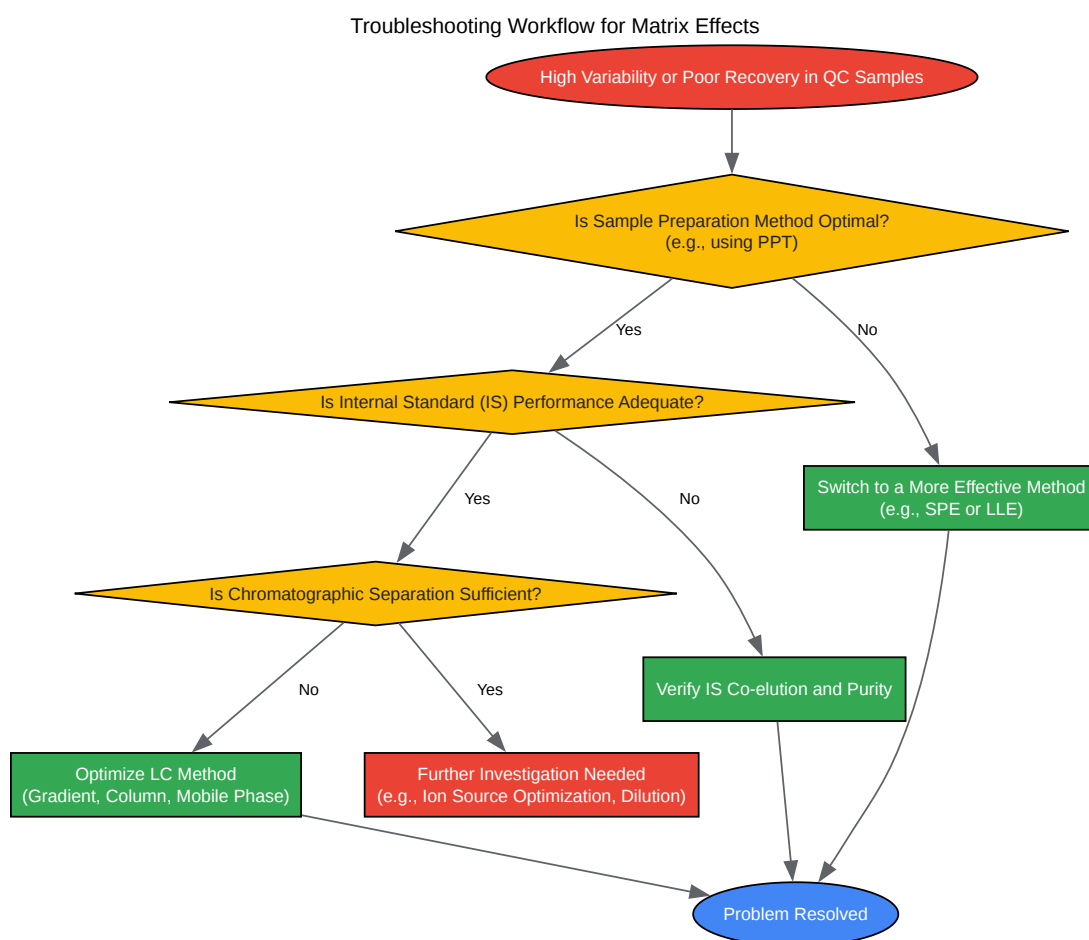 Troubleshooting Workflow for Matrix Effects
High Variability or Poor Recovery in QC Samples
Is Sample Preparation Method Optimal?
(e.g., using PPT)
Yes
No
Is Internal Standard (IS) Performance Adequate?
Switch to a More Effective Method
(e.g., SPE or LLE)
Yes
No
Is Chromatographic Separation Sufficient?
Verify IS Co-elution and Purity
No
Yes
Optimize LC Method
(Gradient, Column, Mobile Phase)
Further Investigation Needed
(e.g., Ion Source Optimization, Dilution)
Problem Resolved